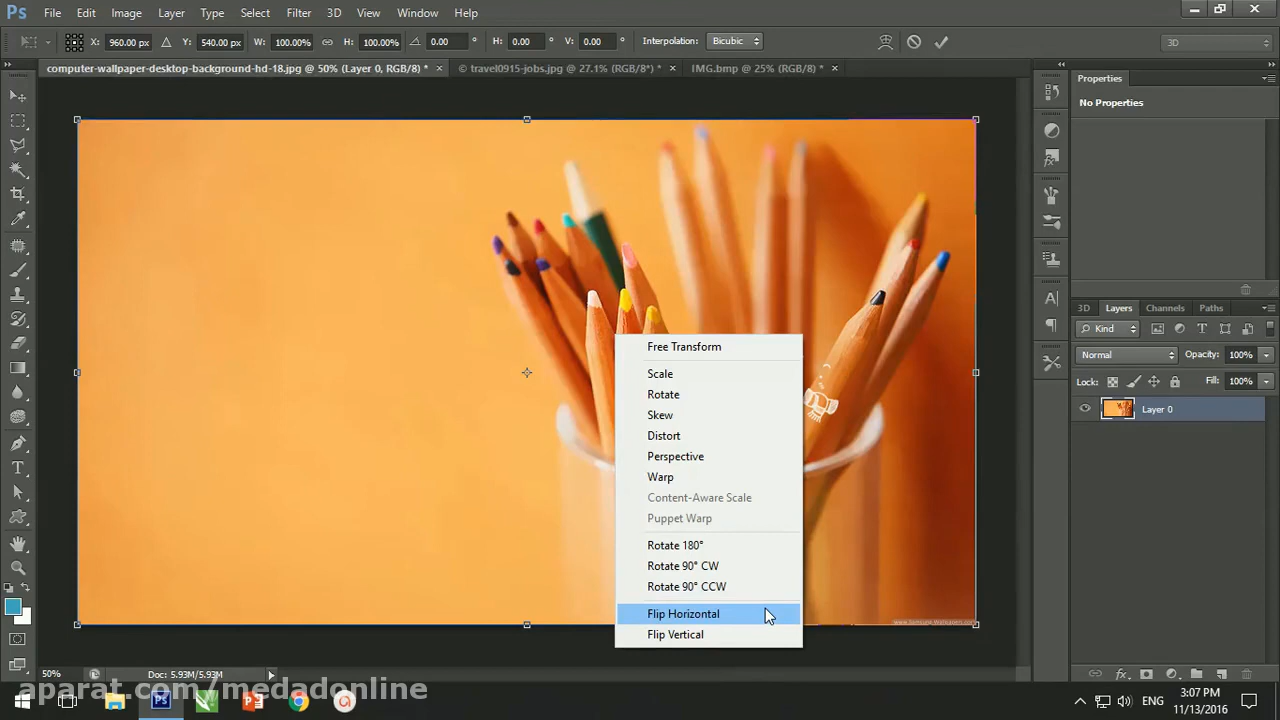 Ps File Edit Image Layer Type Select Filter 3D View Window Help
X: 960.00 px Y: 540.00 px W: 100.00% H: 100.00% 0.00 ° H: 0.00 ° V: 0.00 ° Interpolation: Bicubic 3D
computer-wallpaper-desktop-background-hd-18.jpg @ 50% (Layer 0, RGB/8) * × © travel0915-jobs.jpg @ 27.1% (RGB/8*) * × IMG.bmp @ 25% (RGB/8) * ×
Properties
No Properties
Free Transform
Scale
Rotate
Skew
Distort
Perspective
Warp
Content-Aware Scale
Puppet Warp
Rotate 180°
Rotate 90° CW
Rotate 90° CCW
Flip Horizontal
Flip Vertical
3D Layers Channels Paths
Kind
Normal Opacity: 100%
Lock: Fill: 100%
Layer 0
50% Doc: 5.93M/5.93M
aparat.com/medadonline
ENG 3:07 PM
11/13/2016